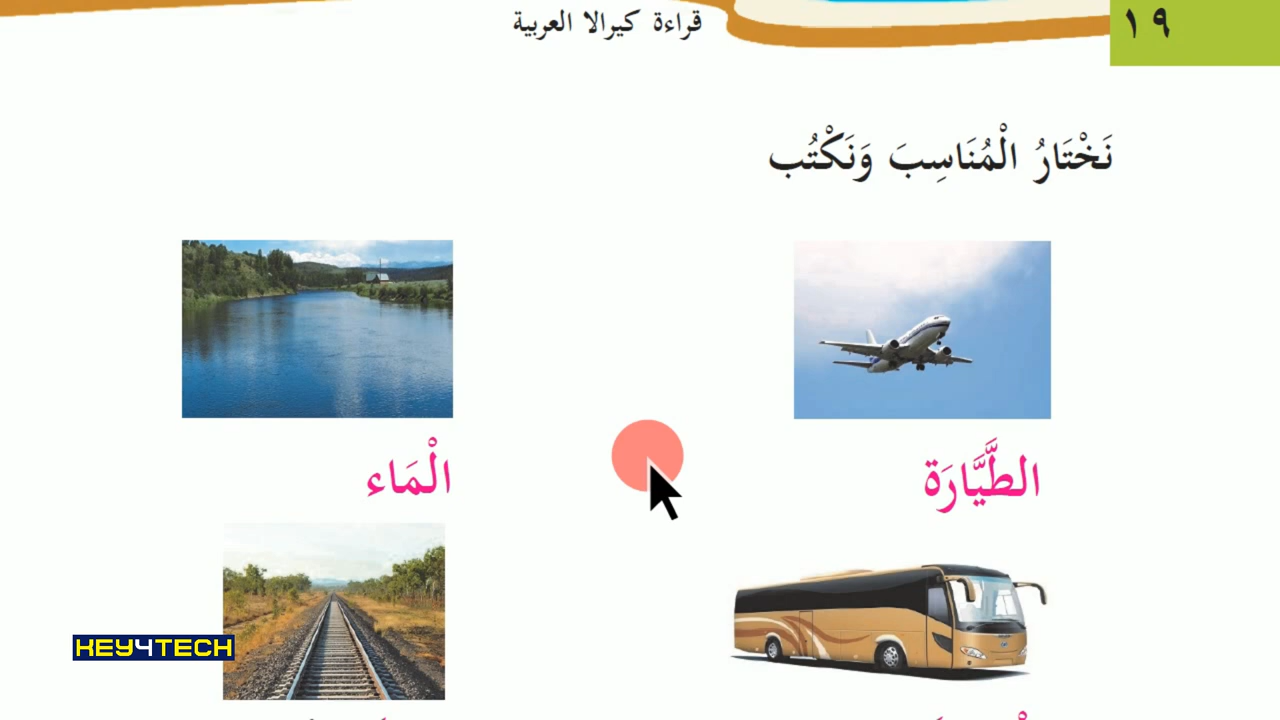 ١٩
قراءة كيرالا العربية
نَخْتَارُ الْمُنَاسِبَ وَنَكْتُب
الطَّيَّارَة
الْمَاء
KEY4TECH